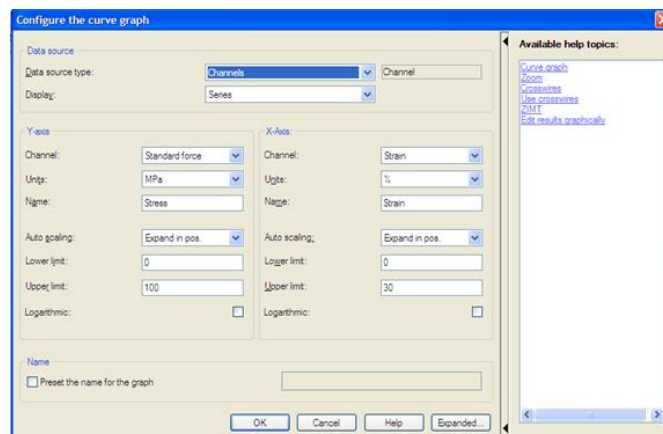 Configure the curve graph
Data source
Data source type: Channels Channel
Display: Series
Y-axis
Channel: Standard force
Units: MPa
Name: Stress
Auto scaling: Expand in pos.
Lower limit: 0
Upper limit: 100
Logarithmic:
X-Axis:
Channel: Strain
Units: %
Name: Strain
Auto scaling: Expand in pos.
Lower limit: 0
Upper limit: 30
Logarithmic:
Name
Preset the name for the graph
OK Cancel Help Expanded...
Available help topics:
Curve graph
Zoom
Crosswires
Use crosswires
ZIMT
Edit results graphically